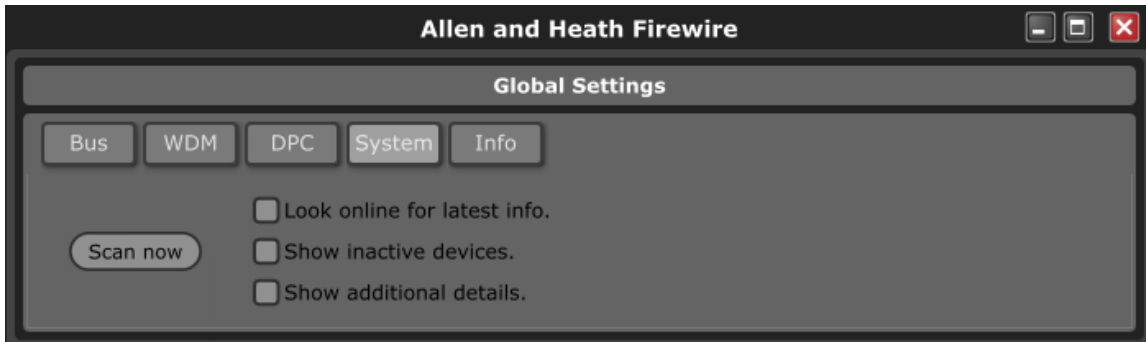 Allen and Heath Firewire
Global Settings
Bus WDM DPC System Info
Look online for latest info.
Scan now Show inactive devices.
Show additional details.